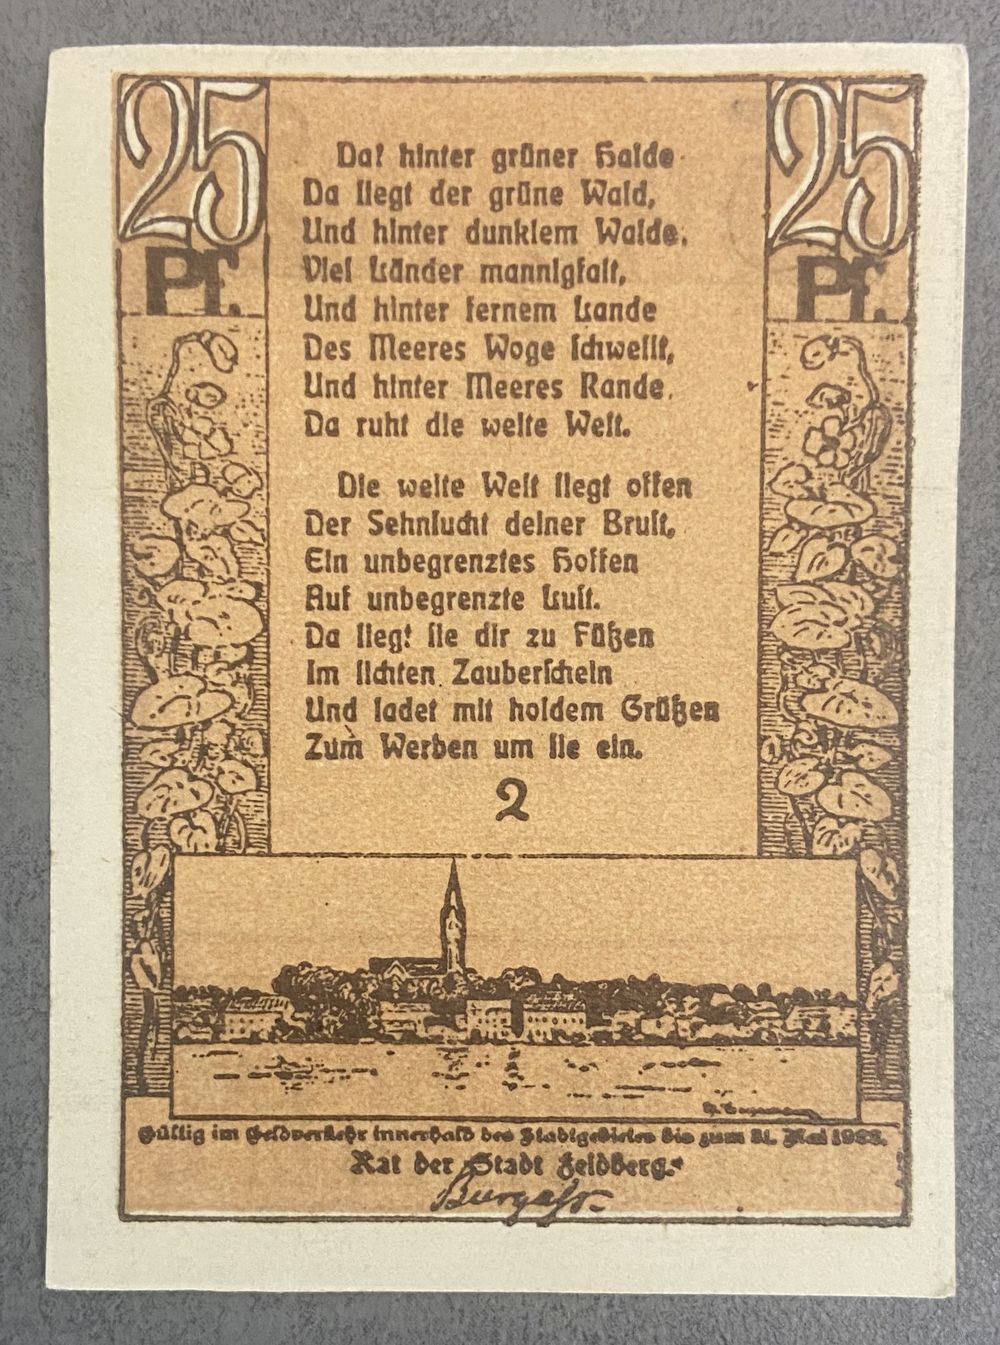 25 25
Pf. Pf.
Dat hinter grüner Halde
Da liegt der grüne Wald,
Und hinter dunklem Walde,
Viel Länder mannigfalt,
Und hinter fernem Lande
Des Meeres Woge schwellt,
Und hinter Meeres Rande,
Da ruht die weite Welt.
Die weite Welt liegt offen
Der Sehnsucht deiner Brust,
Ein unbegrenztes Hoffen
Auf unbegrenzte Lust.
Da liegt sie dir zu Füßen
Im lichten Zauberschein
Und ladet mit holdem Grüßen
Zum Werben um sie ein.
2
Gültig im Geldverkehr innerhalb des Stadtgebietes bis zum 31. Mai 1922.
Rat der Stadt Feldberg.